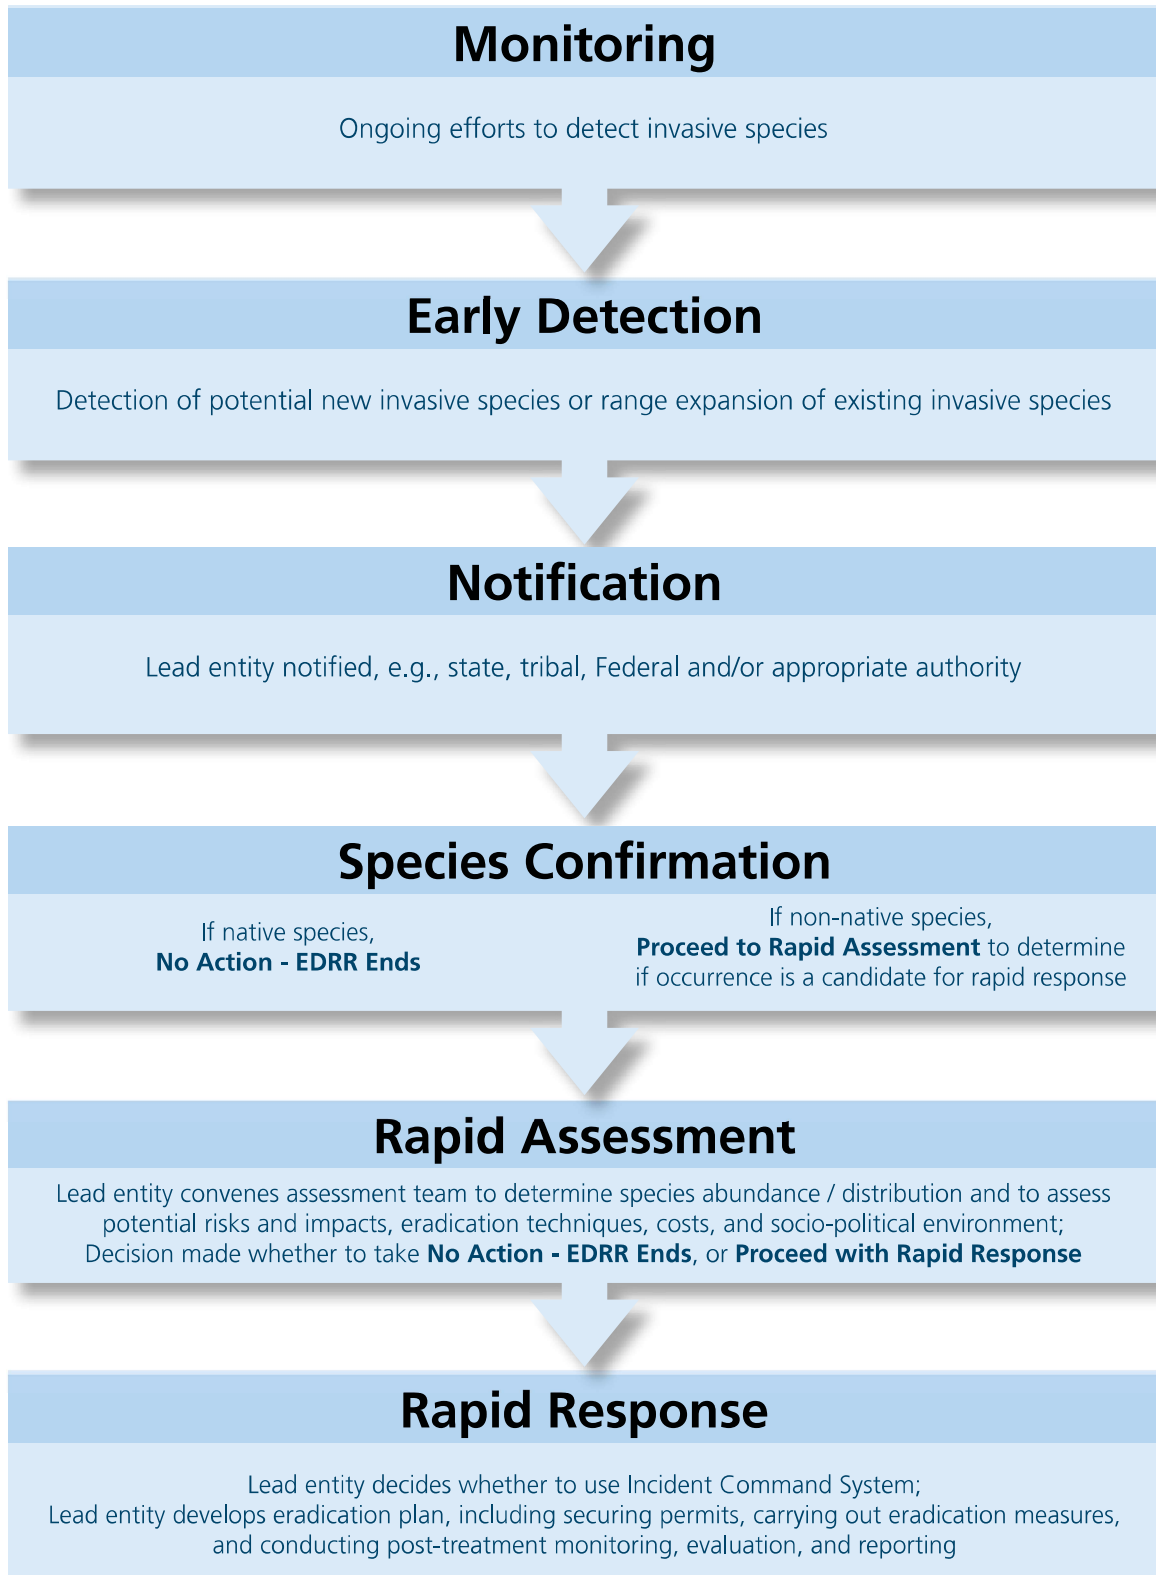 Monitoring
Ongoing efforts to detect invasive species
Early Detection
Detection of potential new invasive species or range expansion of existing invasive species
Notification
Lead entity notified, e.g., state, tribal, Federal and/or appropriate authority
Species Confirmation
If native species,
No Action - EDRR Ends
If non-native species,
Proceed to Rapid Assessment to determine
if occurrence is a candidate for rapid response
Rapid Assessment
Lead entity convenes assessment team to determine species abundance / distribution and to assess
potential risks and impacts, eradication techniques, costs, and socio-political environment;
Decision made whether to take No Action - EDRR Ends, or Proceed with Rapid Response
Rapid Response
Lead entity decides whether to use Incident Command System;
Lead entity develops eradication plan, including securing permits, carrying out eradication measures,
and conducting post-treatment monitoring, evaluation, and reporting